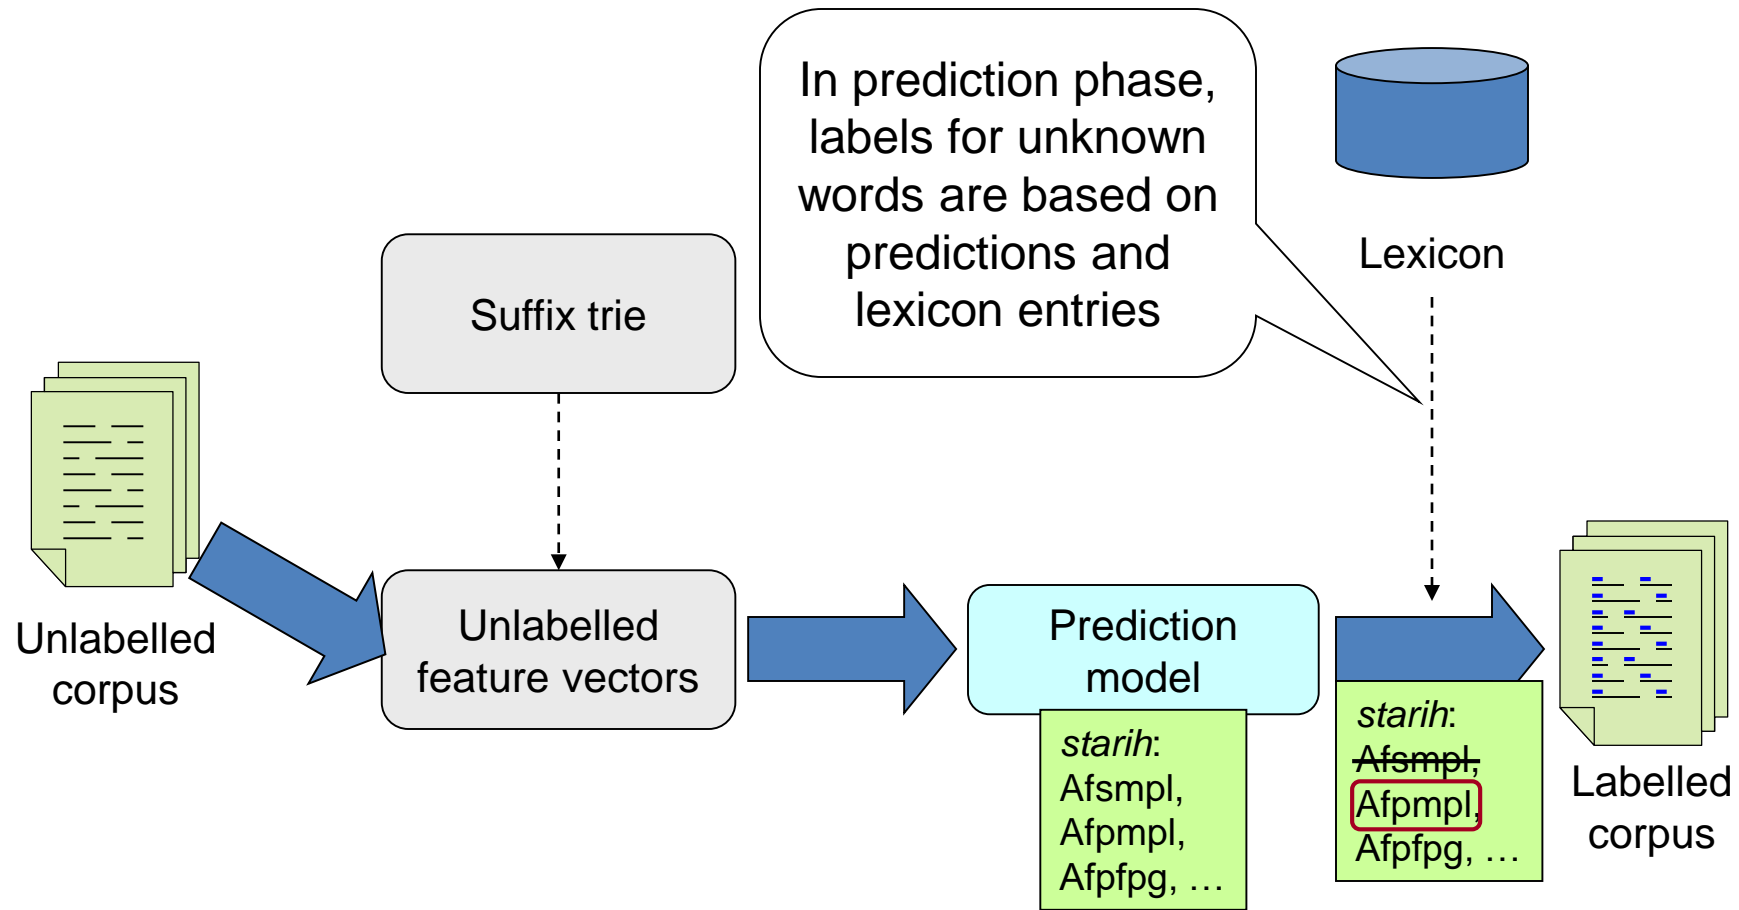 In prediction phase,
labels for unknown
words are based on
predictions and
lexicon entries
Lexicon
Suffix trie
Unlabelled
corpus
Unlabelled
feature vectors
Prediction
model
starih:
Afsmpl,
Afpmpl,
Afpfpg, …
starih:
Afsmpl,
Afpmpl,
Afpfpg, …
Labelled
corpus